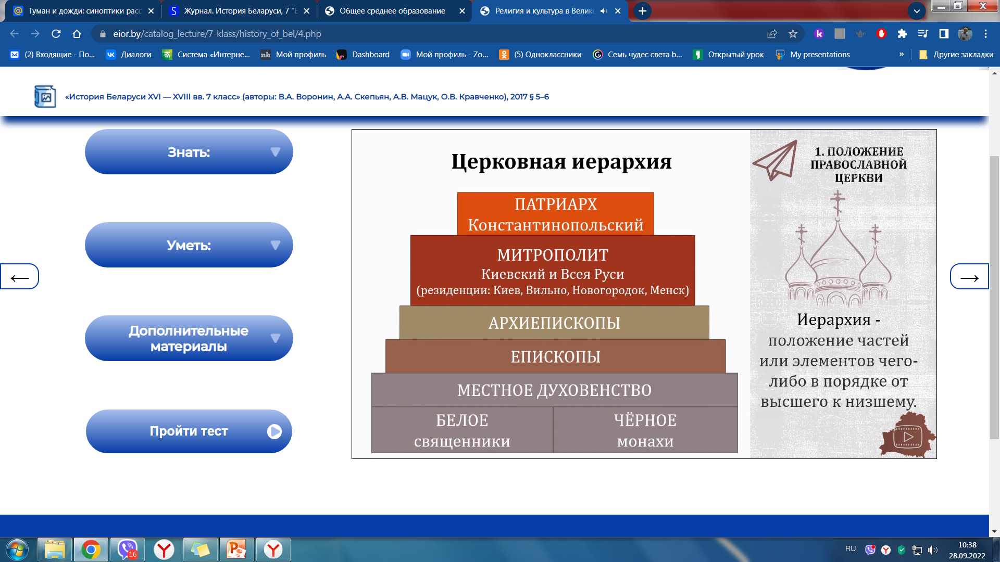 Туман и дожди: синоптики расс
Журнал. История Беларуси, 7 "Е
Общее среднее образование
Религия и культура в Велик
eior.by/catalog_lecture/7-klass/history_of_bel/4.php
(2) Входящие - По...
Диалоги
Система «Интерне...
nb Мой профиль
Dashboard
Мой профиль - Zo...
(5) Одноклассники
Семь чудес света b...
Открытый урок
My presentations
»
Другие закладки
«История Беларуси XVI — XVIII вв. 7 класс» (авторы: В.А. Воронин, А.А. Скепьян, А.В. Мацук, О.В. Кравченко), 2017 § 5–6
Знать:
Уметь:
Дополнительные
материалы
Пройти тест
←
→
Церковная иерархия
ПАТРИАРХ
Константинопольский
МИТРОПОЛИТ
Киевский и Всея Руси
(резиденции: Киев, Вильно, Новогородок, Менск)
АРХИЕПИСКОПЫ
ЕПИСКОПЫ
МЕСТНОЕ ДУХОВЕНСТВО
БЕЛОЕ
священники
ЧЁРНОЕ
монахи
1. ПОЛОЖЕНИЕ
ПРАВОСЛАВНОЙ
ЦЕРКВИ
Иерархия -
положение частей
или элементов чего-
либо в порядке от
высшего к низшему.
16
RU
10:38
28.09.2022